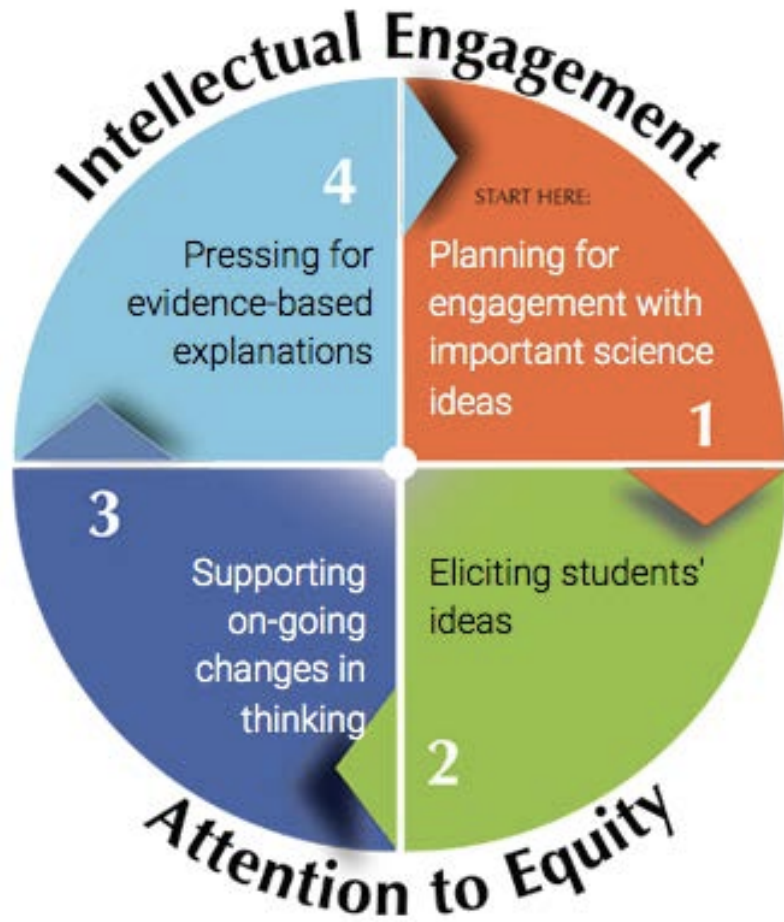 Intellectual Engagement
START HERE:
Planning for
engagement with
important science
ideas
1
Eliciting students'
ideas
2
3
Supporting
on-going
changes in
thinking
4
Pressing for
evidence-based
explanations
Attention to Equity